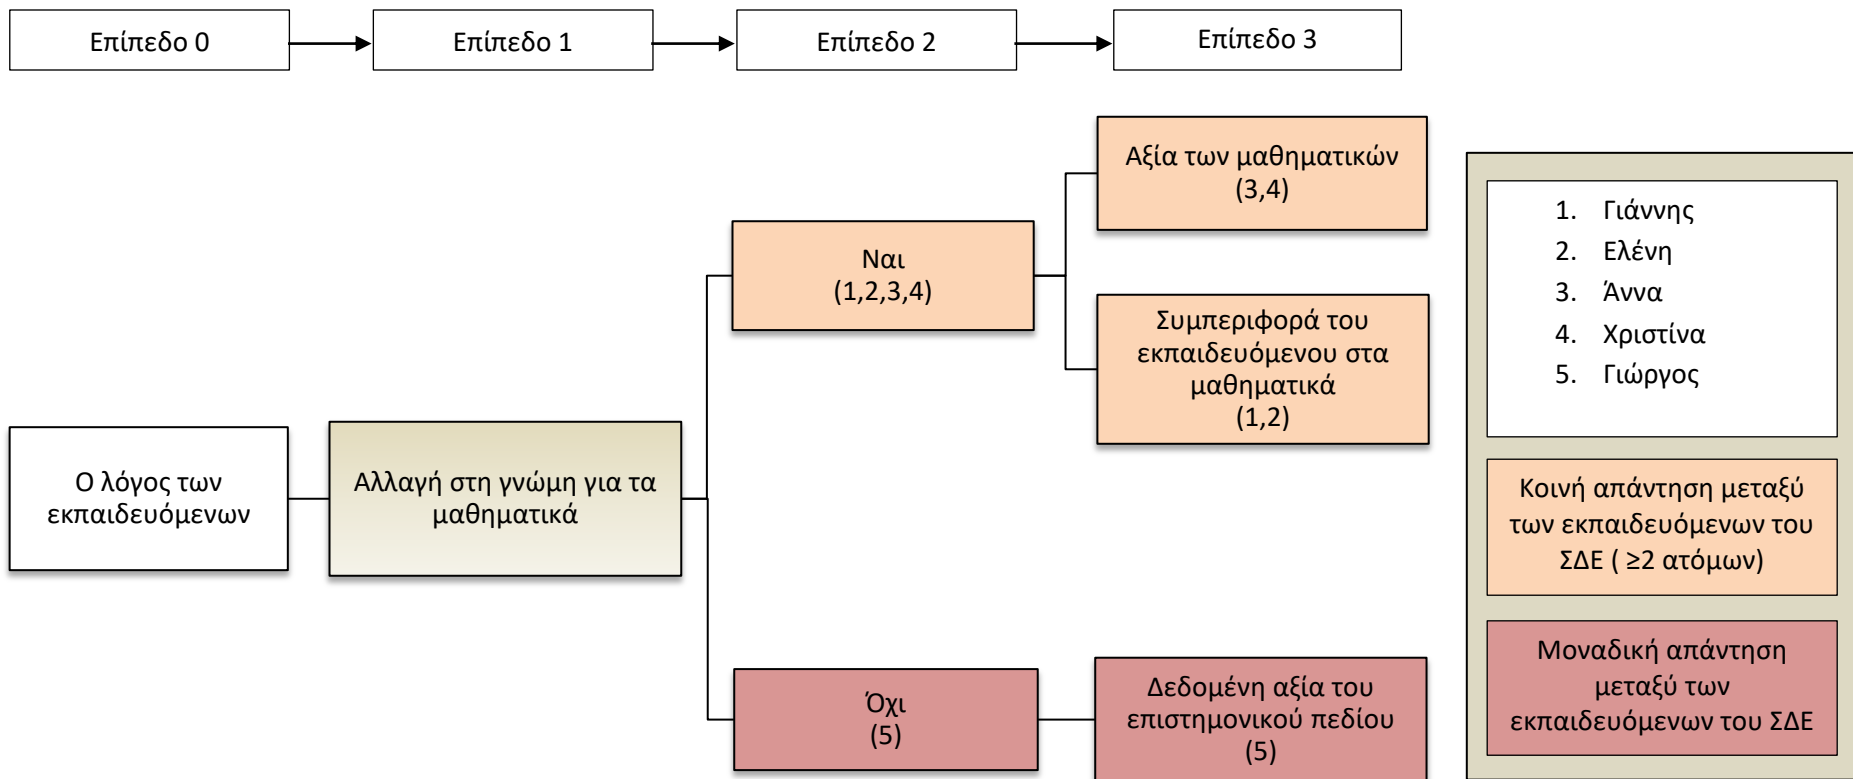 Επίπεδο 0
Επίπεδο 1
Επίπεδο 2
Επίπεδο 3
Ο λόγος των
εκπαιδευόμενων
Αλλαγή στη γνώμη για τα
μαθηματικά
Ναι
(1,2,3,4)
Αξία των μαθηματικών
(3,4)
Συμπεριφορά του
εκπαιδευόμενου στα
μαθηματικά
(1,2)
Όχι
(5)
Δεδομένη αξία του
επιστημονικού πεδίου
(5)
1. Γιάννης
2. Ελένη
3. Άννα
4. Χριστίνα
5. Γιώργος
Κοινή απάντηση μεταξύ
των εκπαιδευόμενων του
ΣΔΕ ( ≥2 ατόμων)
Μοναδική απάντηση
μεταξύ των
εκπαιδευόμενων του ΣΔΕ